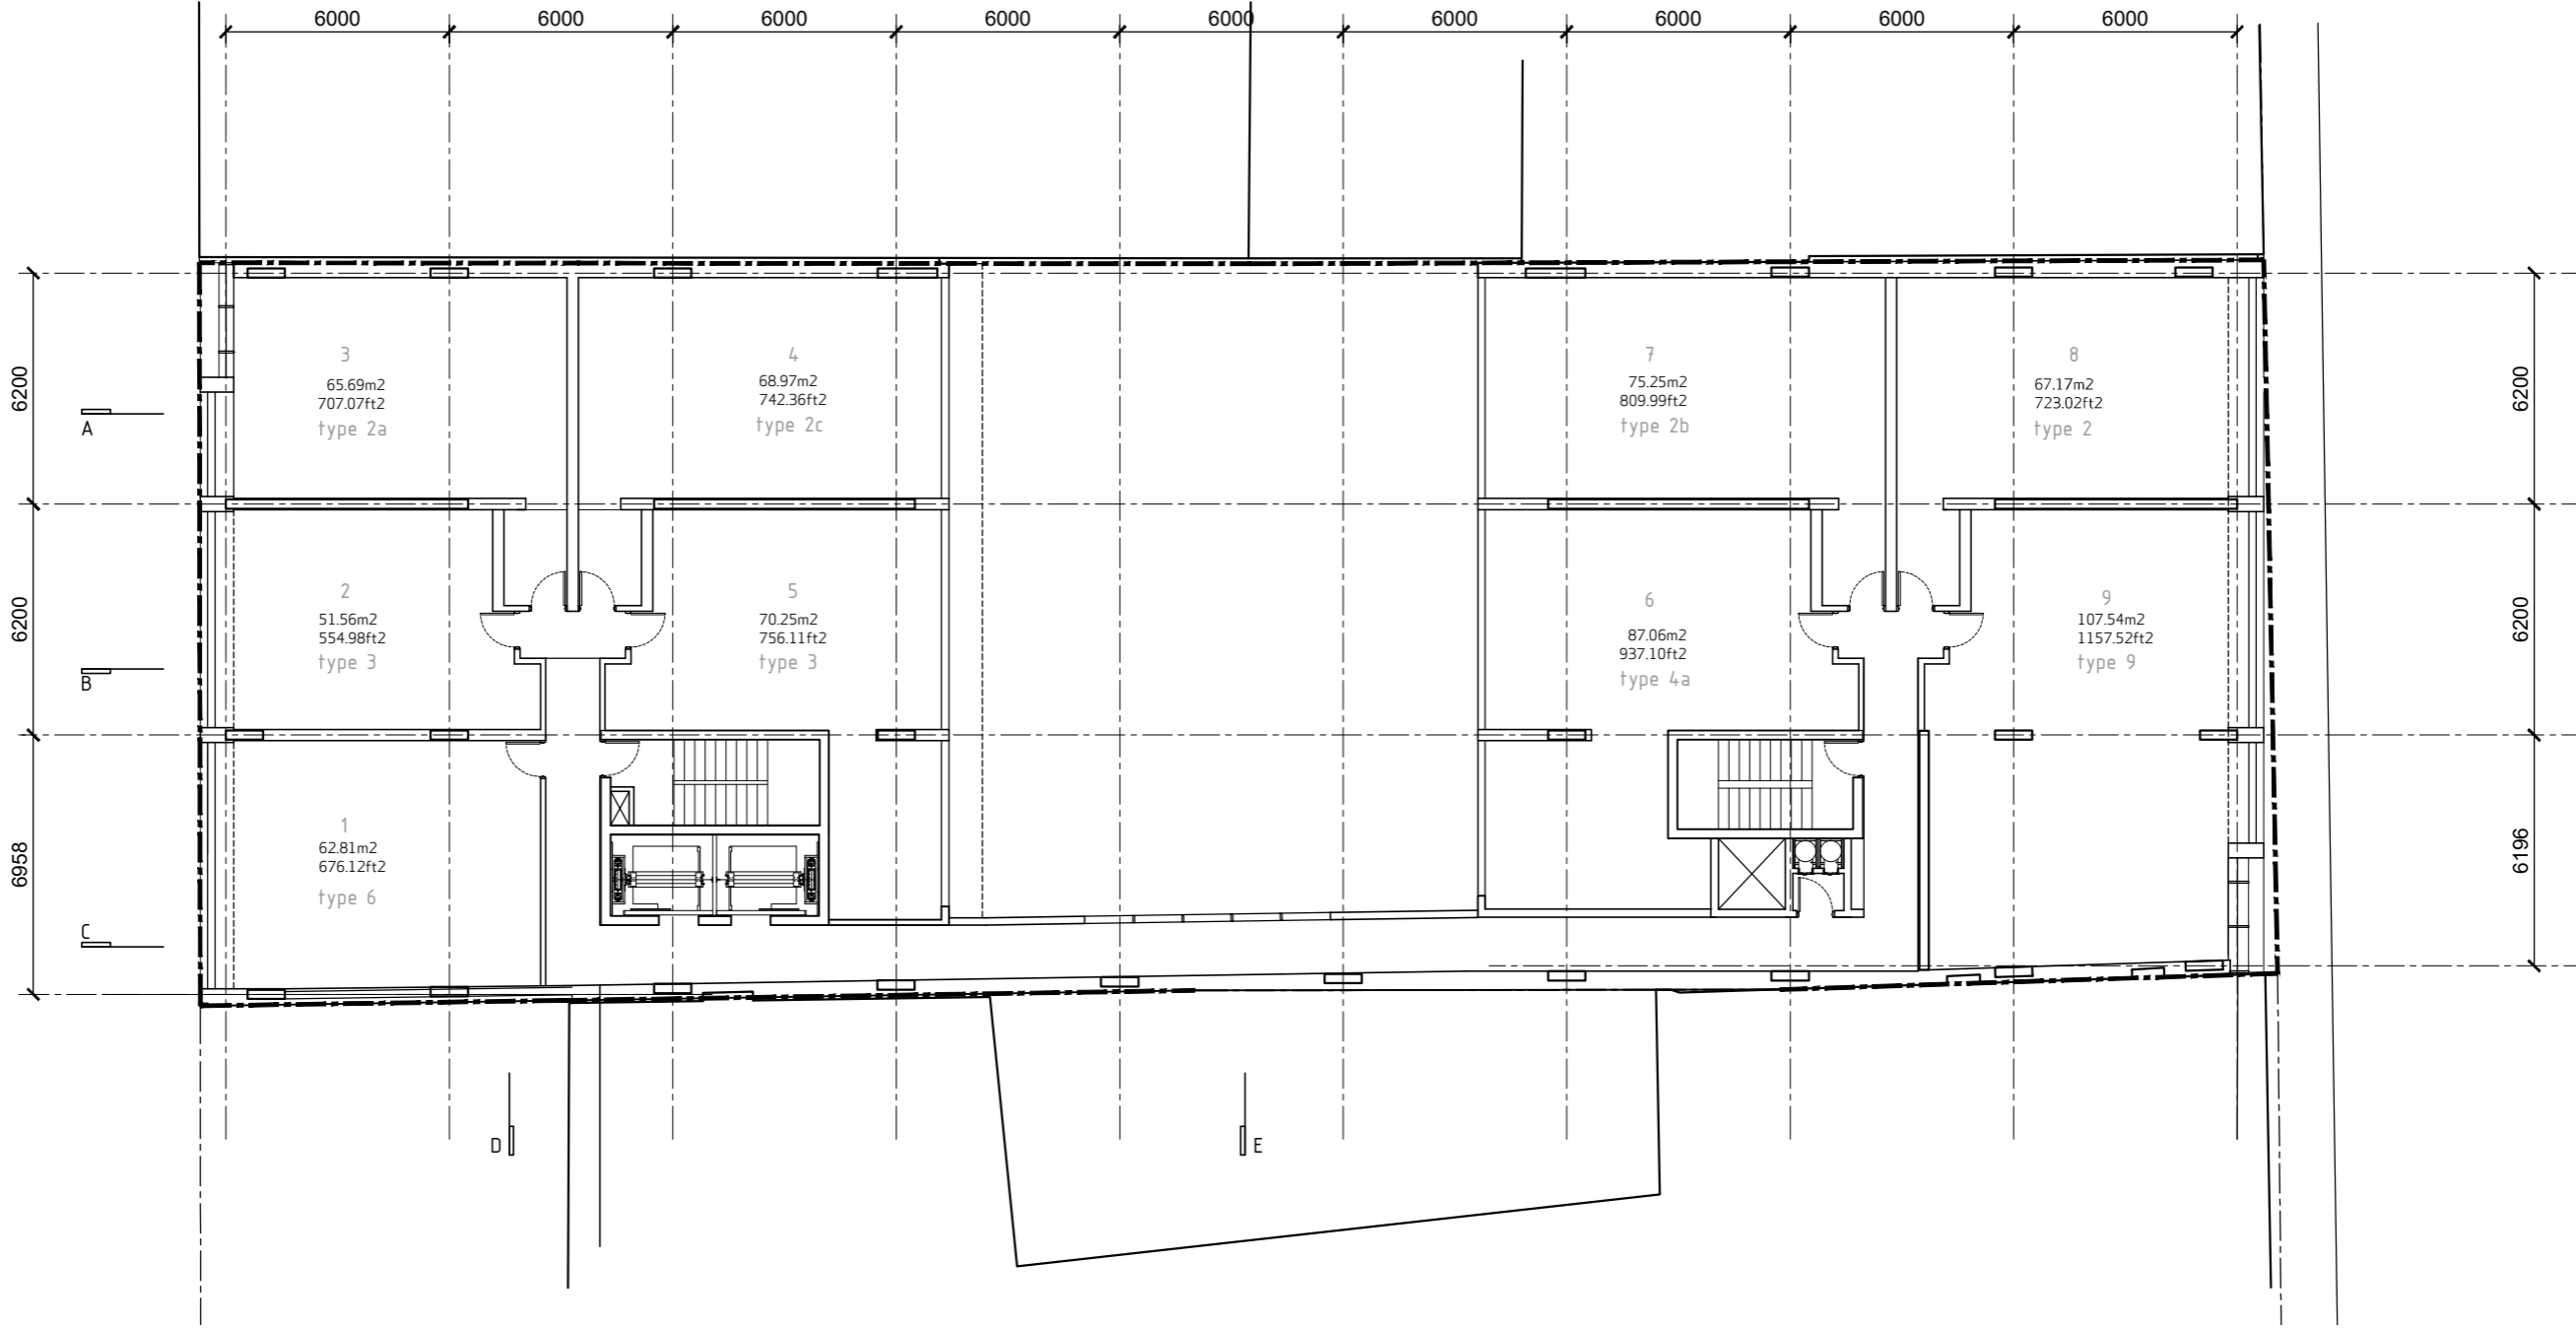 6000 6000 6000 6000 6000 6000 6000 6000 6000
3
65.69m2
707.07ft2
type 2a
4
68.97m2
742.36ft2
type 2c
7
75.25m2
809.99ft2
type 2b
8
67.17m2
723.02ft2
type 2
6200
6200
A
2
51.56m2
554.98ft2
type 3
5
70.25m2
756.11ft2
type 3
6
87.06m2
937.10ft2
type 4a
9
107.54m2
1157.52ft2
type 9
6200
6200
B
1
62.81m2
676.12ft2
type 6
6958
6196
C
D
E